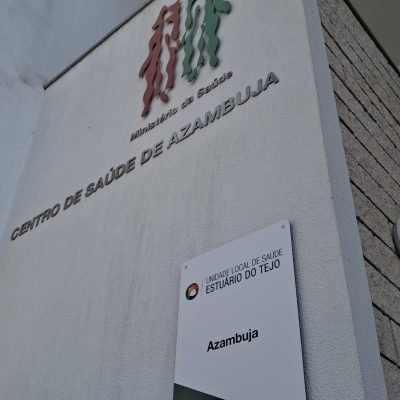 Ministério da Saúde
CENTRO DE SAÚDE DE AZAMBUJA
UNIDADE LOCAL DE SAÚDE
ESTUÁRIO DO TEJO
Azambuja